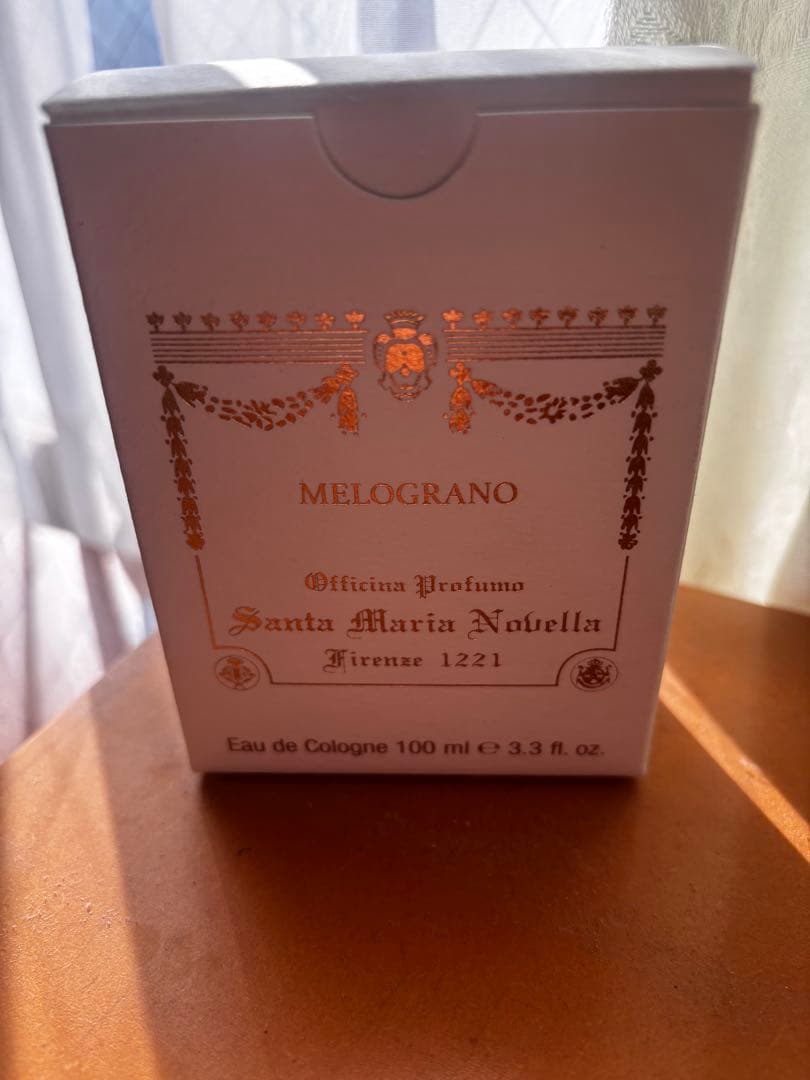 MELOGRANO
Officina Profumo
Santa Maria Novella
Firenze 1221
Eau de Cologne 100 ml ℮ 3.3 fl. oz.